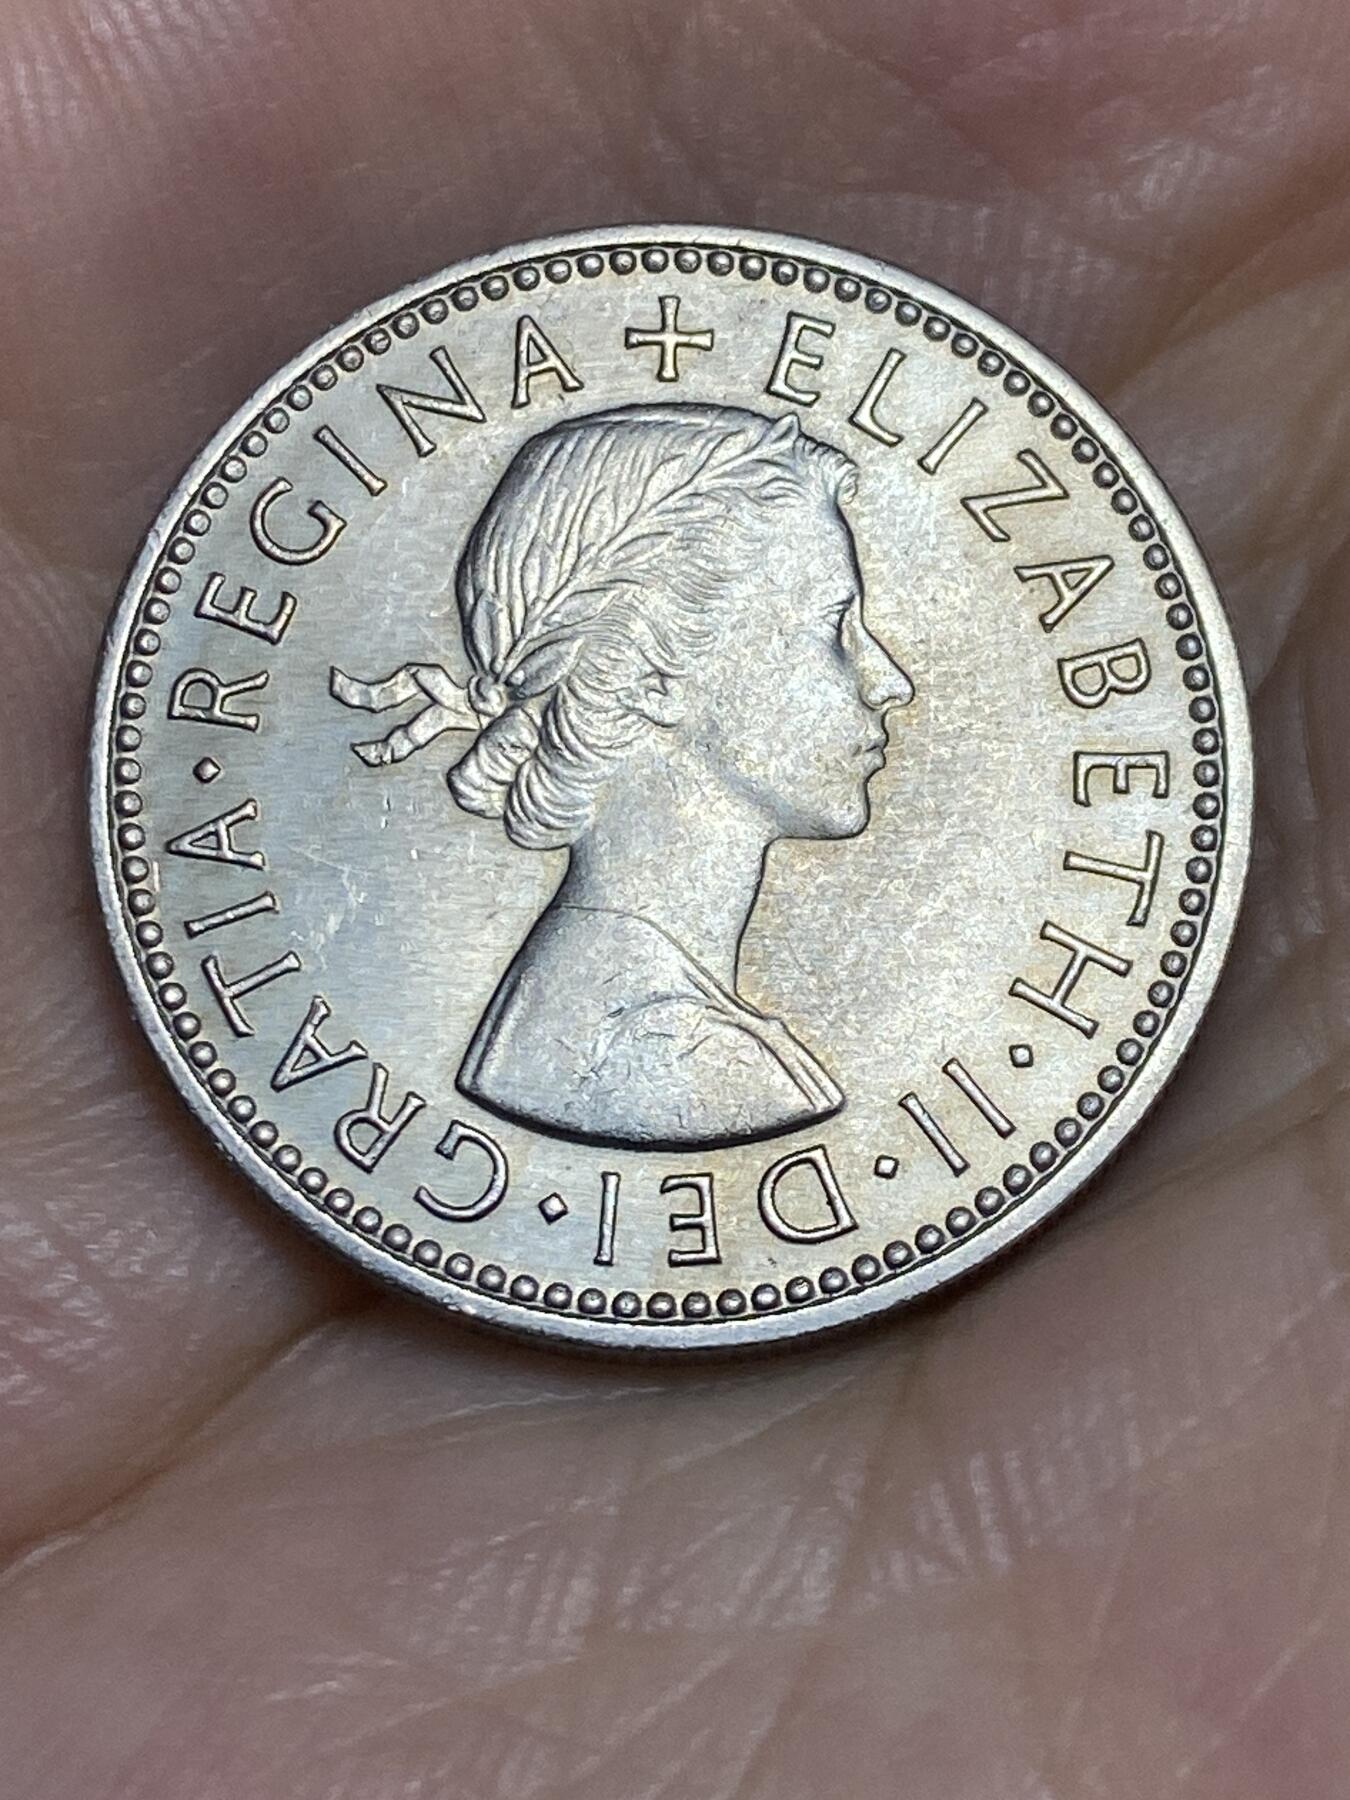 + ELIZABETH · II · DEI · GRATIA · REGINA